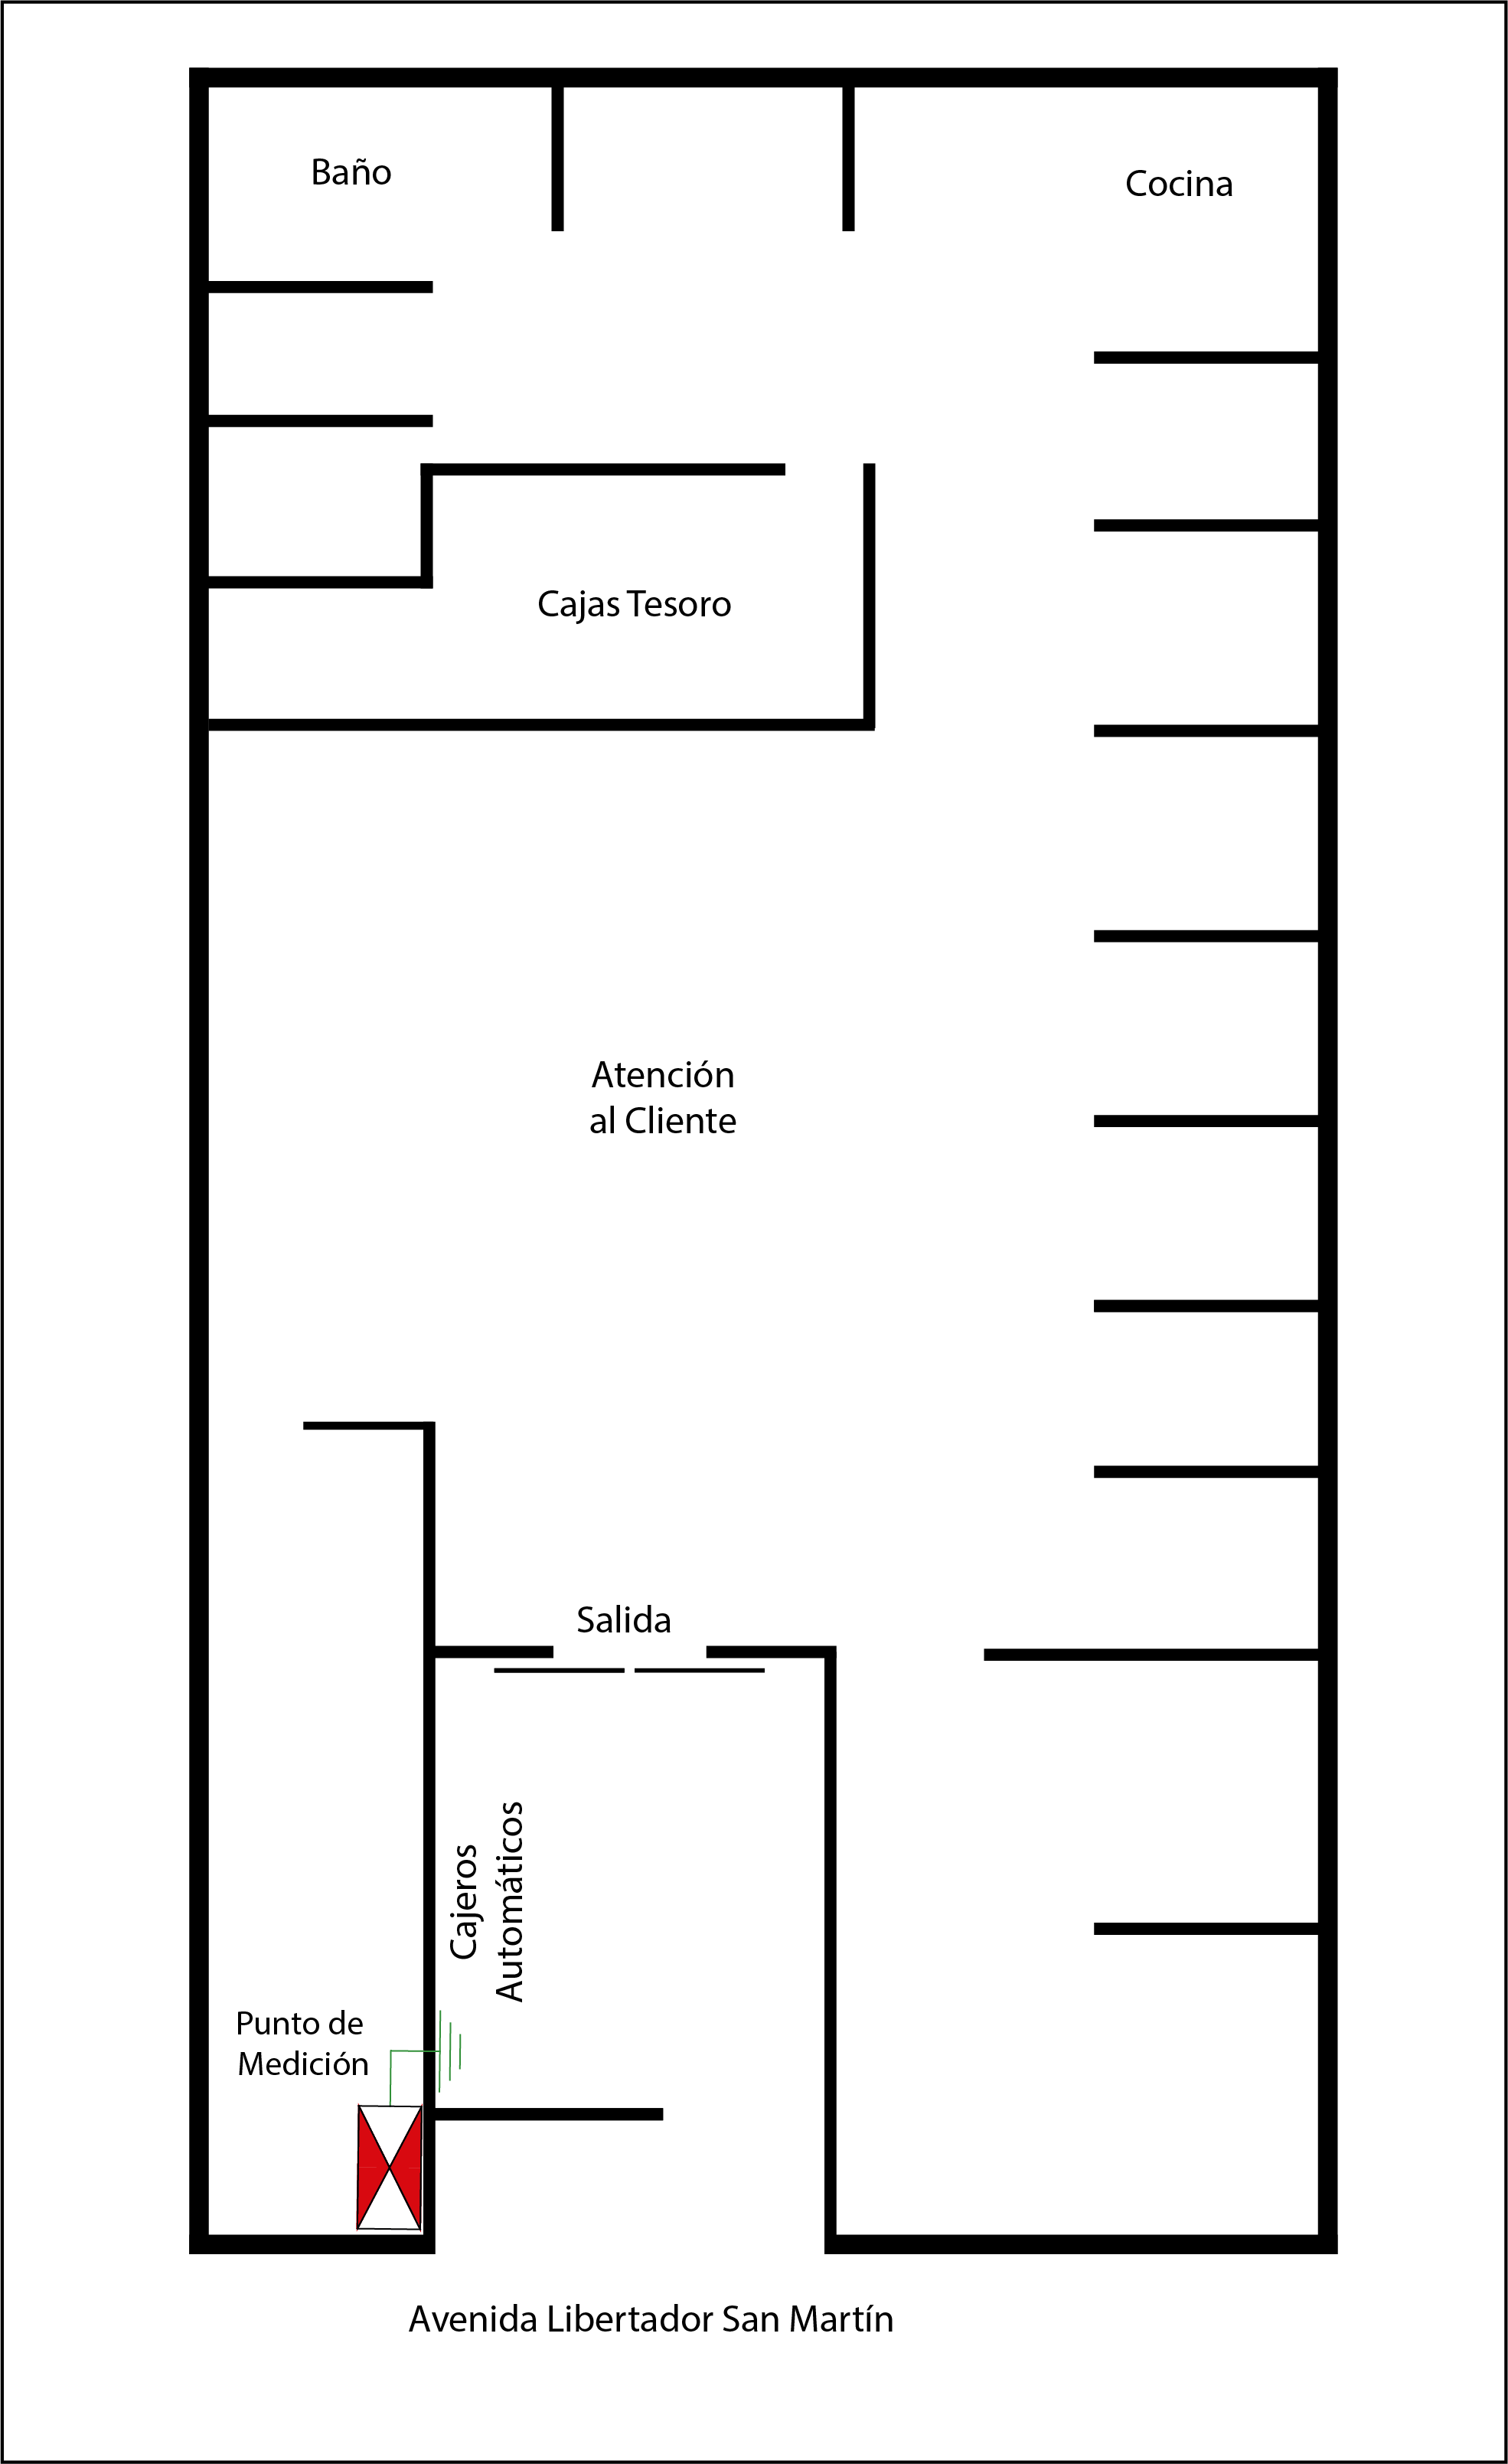 Baño
Cocina
Cajas Tesoro
Atención
al Cliente
Salida
Cajeros
Automáticos
Punto de
Medición
Avenida Libertador San Martín